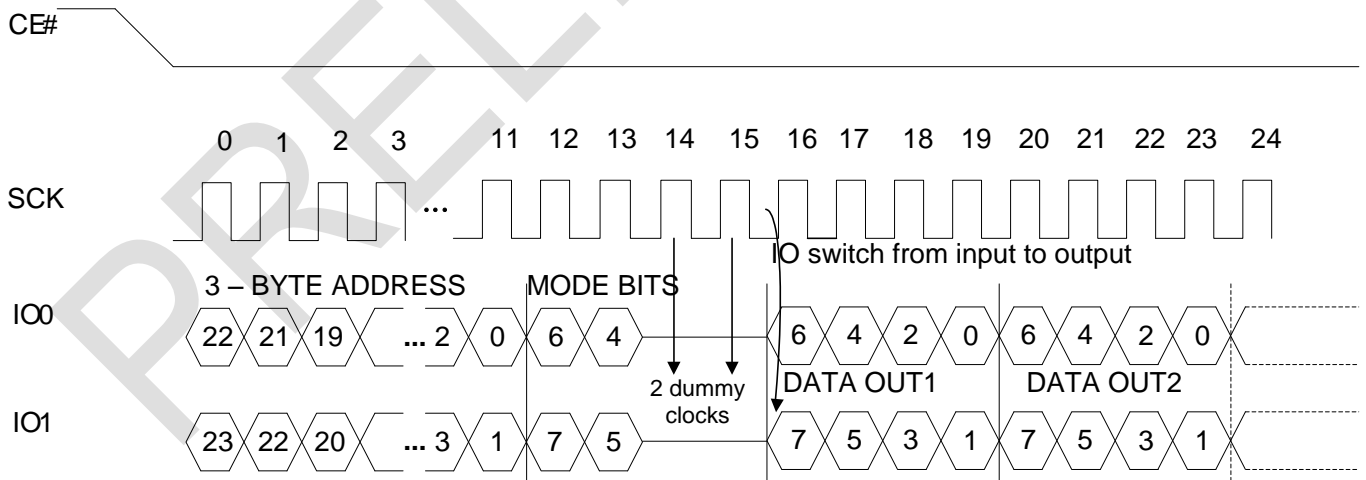 CE#
0 1 2 3 11 12 13 14 15 16 17 18 19 20 21 22 23 24
SCK ...
IO switch from input to output
3 – BYTE ADDRESS MODE BITS
IO0 22 21 19 ... 2 0 6 4 6 4 2 0 6 4 2 0
2 dummy clocks
DATA OUT1 DATA OUT2
IO1 23 22 20 ... 3 1 7 5 7 5 3 1 7 5 3 1